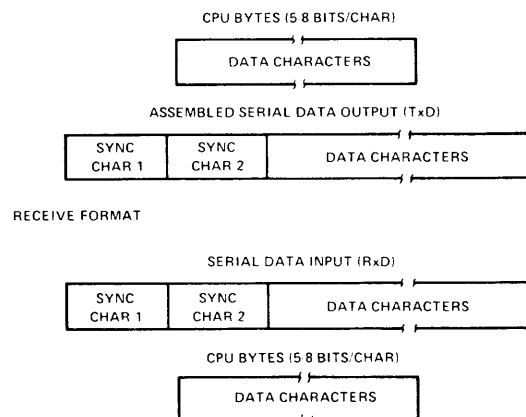 CPU BYTES (5 8 BITS/CHAR)
DATA CHARACTERS
ASSEMBLED SERIAL DATA OUTPUT (TxD)
SYNC CHAR 1
SYNC CHAR 2
DATA CHARACTERS
RECEIVE FORMAT
SERIAL DATA INPUT (RxD)
SYNC CHAR 1
SYNC CHAR 2
DATA CHARACTERS
CPU BYTES (5 8 BITS/CHAR)
DATA CHARACTERS